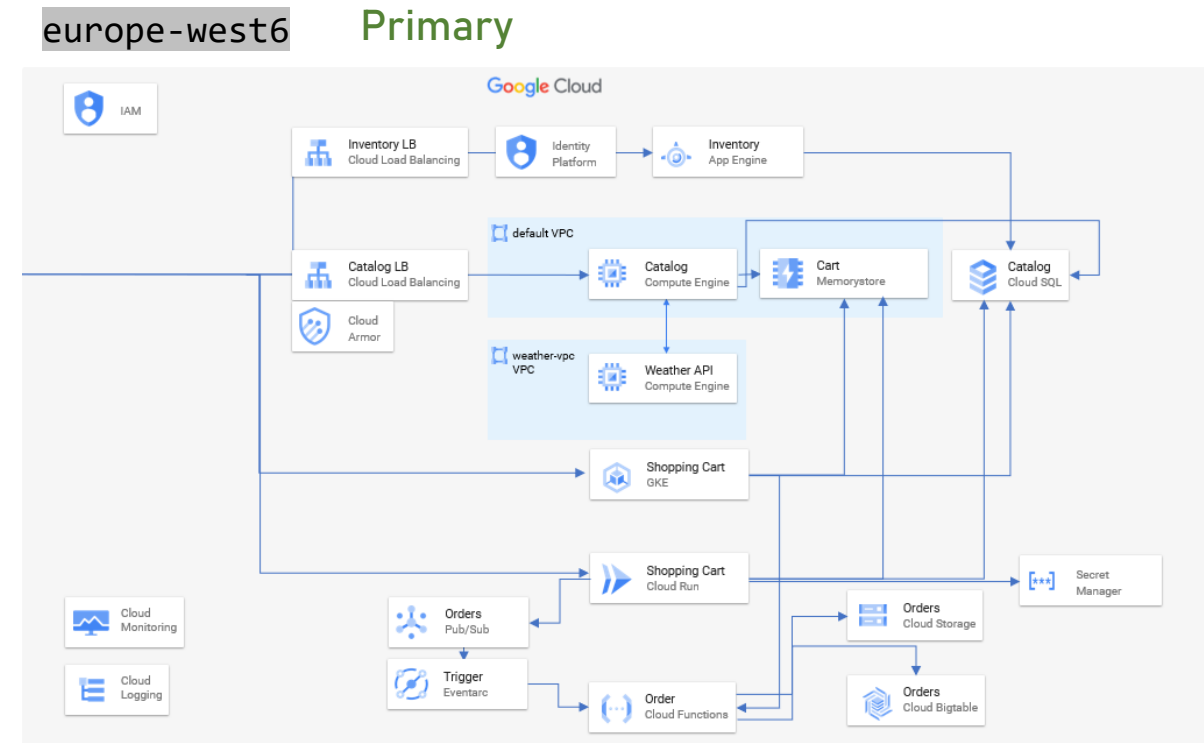 europe-west6 Primary
Google Cloud
IAM
Inventory LB
Cloud Load Balancing
Identity
Platform
Inventory
App Engine
default VPC
Catalog LB
Cloud Load Balancing
Catalog
Compute Engine
Cart
Memorystore
Catalog
Cloud SQL
Cloud
Armor
weather-vpc
VPC
Weather API
Compute Engine
Shopping Cart
GKE
Shopping Cart
Cloud Run
[***]
Secret
Manager
Cloud
Monitoring
Orders
Pub/Sub
Orders
Cloud Storage
Cloud
Logging
Trigger
Eventarc
Order
Cloud Functions
Orders
Cloud Bigtable